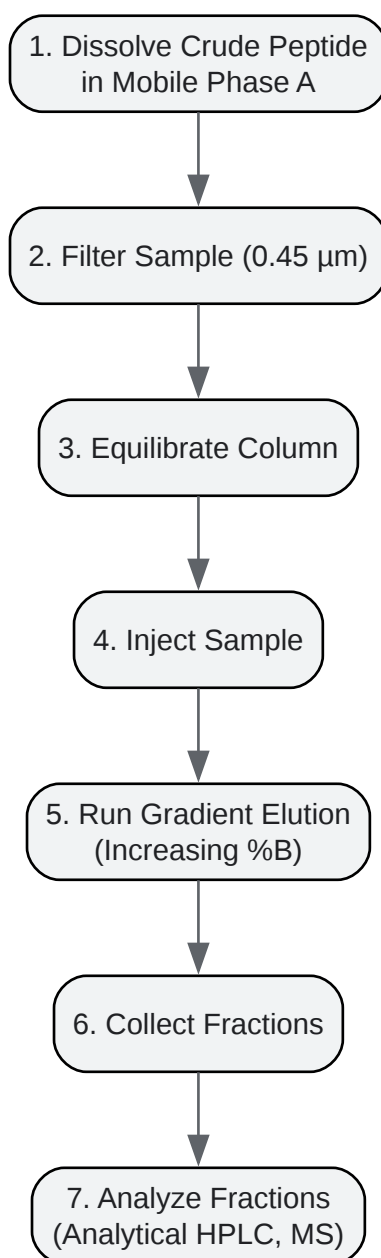 1. Dissolve Crude Peptide
in Mobile Phase A
2. Filter Sample (0.45 µm)
3. Equilibrate Column
4. Inject Sample
5. Run Gradient Elution
(Increasing %B)
6. Collect Fractions
7. Analyze Fractions
(Analytical HPLC, MS)